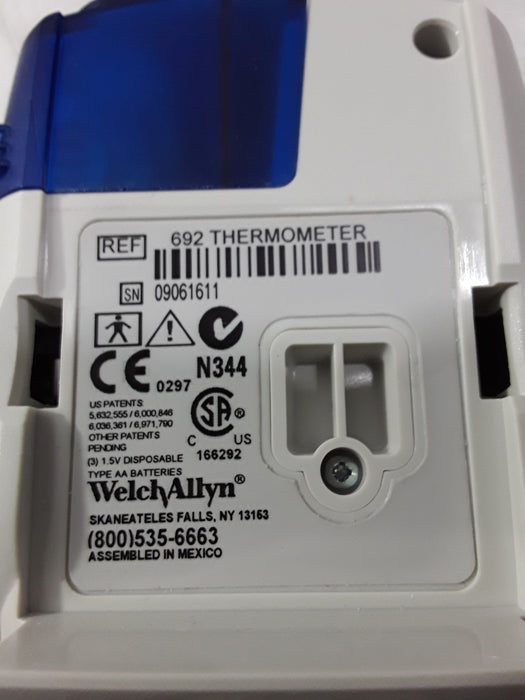 REF 692 THERMOMETER
SN 09061611
CE 0297 N344
US PATENTS
5,632,555 / 6,000,846
6,036,361 / 6,971,790
OTHER PATENTS
PENDING
SA ®
C US
166292
(3) 1.5V DISPOSABLE
TYPE AA BATTERIES
WelchAllyn®
SKANEATELES FALLS, NY 13153
(800)535-6663
ASSEMBLED IN MEXICO